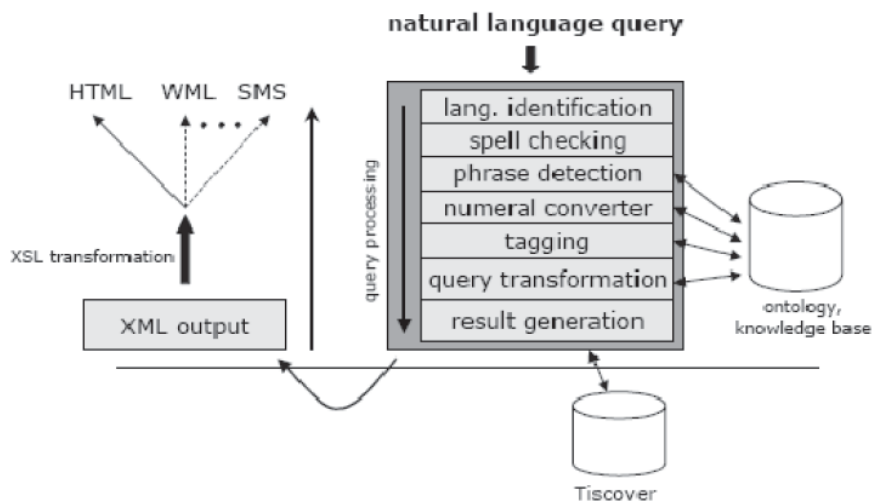 natural language query
HTML WML SMS
lang. identification
spell checking
phrase detection
numeral converter
tagging
query transformation
result generation
query processing
XSL transformation
XML output
ontology,
knowledge base
Tiscover